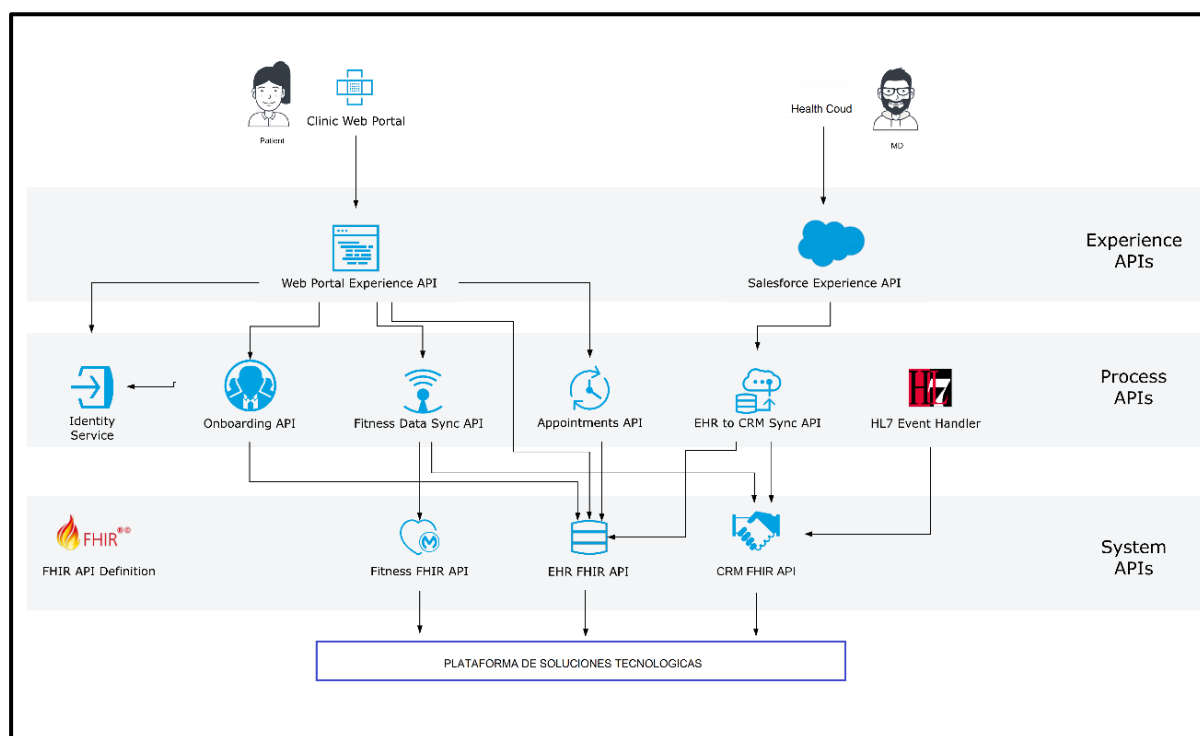 Clinic Web Portal
Patient
Health Coud
MD
Experience
APIs
Web Portal Experience API
Salesforce Experience API
Process
APIs
Identity
Service
Onboarding API
Fitness Data Sync API
Appointments API
EHR to CRM Sync API
H7
HL7 Event Handler
FHIR®©
FHIR API Definition
M
Fitness FHIR API
EHR FHIR API
CRM FHIR API
System
APIs
PLATAFORMA DE SOLUCIONES TECNOLOGICAS